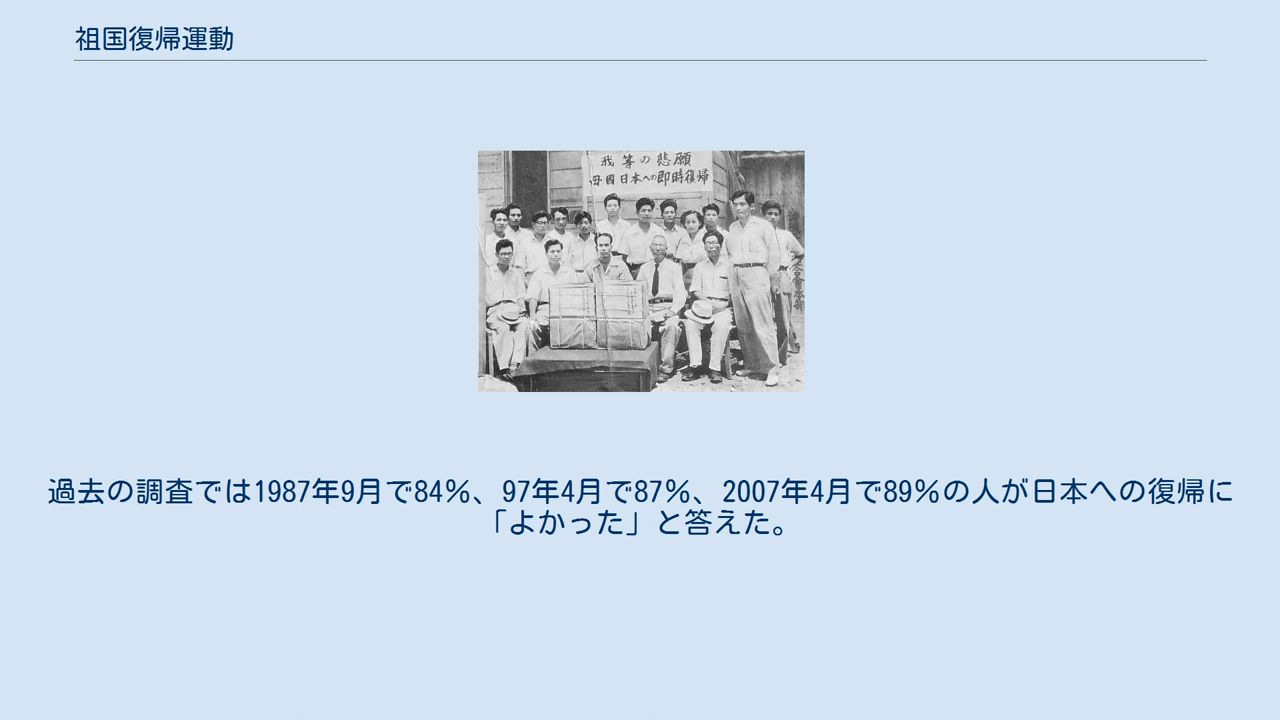 祖国復帰運動
我等の悲願
母國日本への即時復帰
過去の調査では1987年9月で84％、97年4月で87％、2007年4月で89％の人が日本への復帰に
「よかった」と答えた。